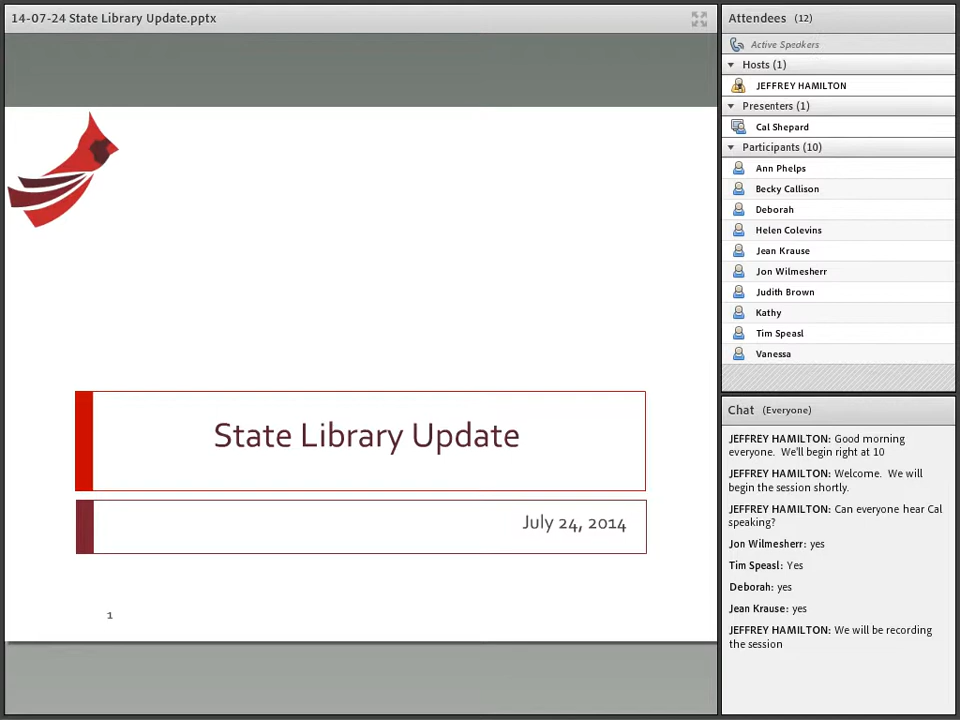 14-07-24 State Library Update.pptx
State Library Update
July 24, 2014
1
Attendees (12)
Active Speakers
Hosts (1)
JEFFREY HAMILTON
Presenters (1)
Cal Shepard
Participants (10)
Ann Phelps
Becky Callison
Deborah
Helen Colevins
Jean Krause
Jon Wilmesherr
Judith Brown
Kathy
Tim Speasl
Vanessa
Chat (Everyone)
JEFFREY HAMILTON: Good morning
everyone. We'll begin right at 10
JEFFREY HAMILTON: Welcome. We will
begin the session shortly.
JEFFREY HAMILTON: Can everyone hear Cal
speaking?
Jon Wilmesherr: yes
Tim Speasl: Yes
Deborah: yes
Jean Krause: yes
JEFFREY HAMILTON: We will be recording
the session